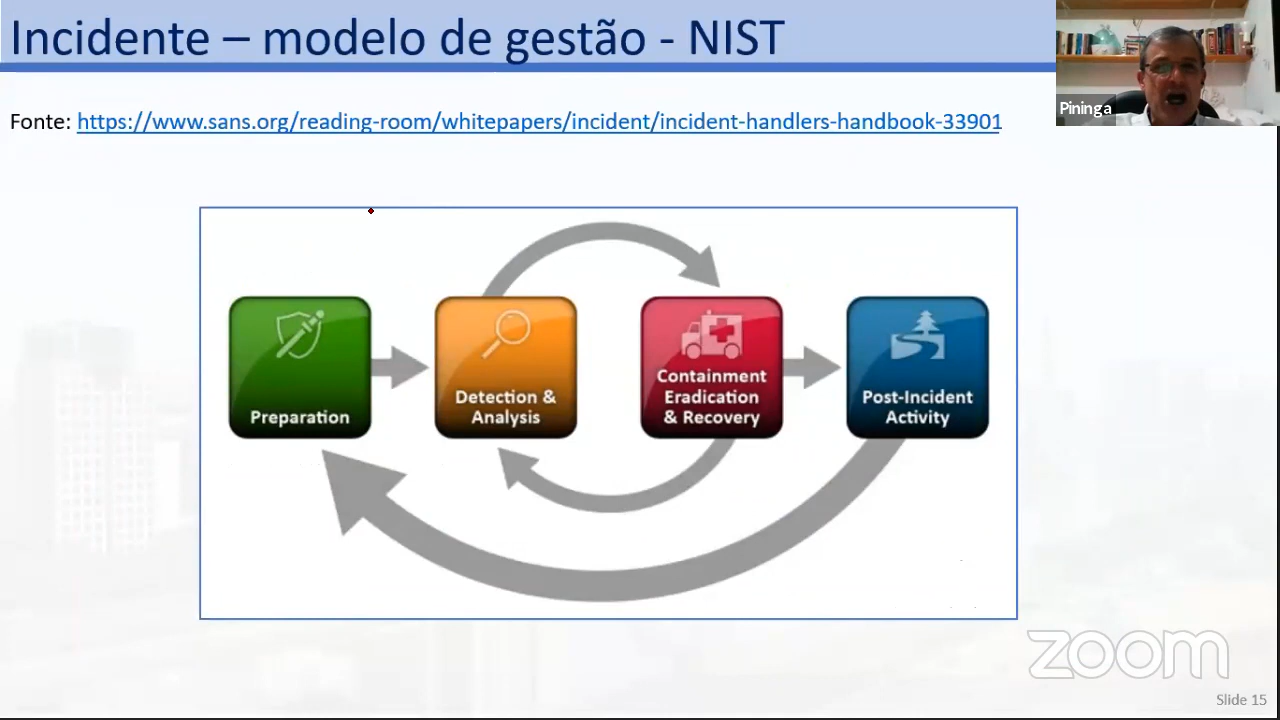 Incidente – modelo de gestão - NIST
Pininga
Fonte: https://www.sans.org/reading-room/whitepapers/incident/incident-handlers-handbook-33901
Preparation
Detection &
Analysis
Containment
Eradication
& Recovery
Post-Incident
Activity
zoom
Slide 15